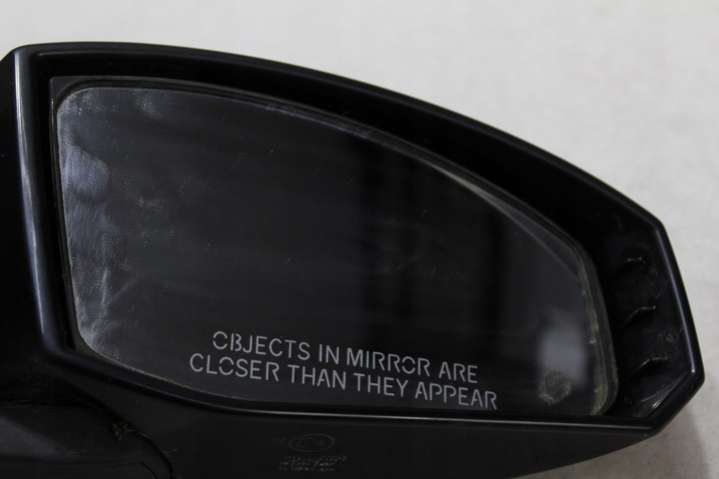 OBJECTS IN MIRROR ARE
CLOSER THAN THEY APPEAR